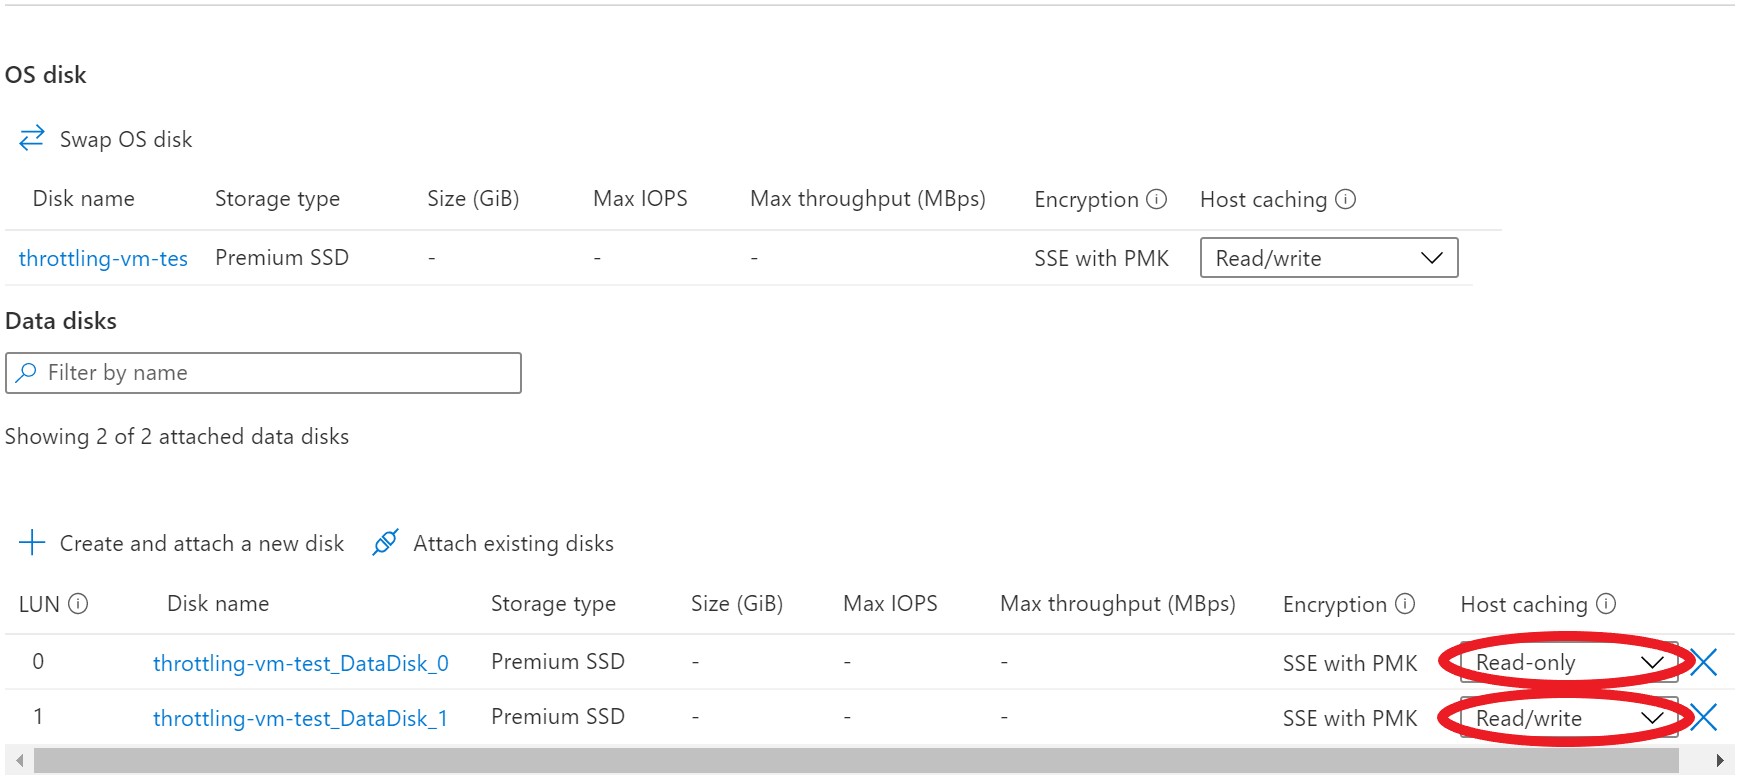 OS disk
Swap OS disk
Disk name Storage type Size (GiB) Max IOPS Max throughput (MBps) Encryption Host caching
throttling-vm-tes Premium SSD - - - SSE with PMK Read/write
Data disks
Filter by name
Showing 2 of 2 attached data disks
Create and attach a new disk Attach existing disks
LUN Disk name Storage type Size (GiB) Max IOPS Max throughput (MBps) Encryption Host caching
0 throttling-vm-test_DataDisk_0 Premium SSD - - - SSE with PMK Read-only
1 throttling-vm-test_DataDisk_1 Premium SSD - - - SSE with PMK Read/write